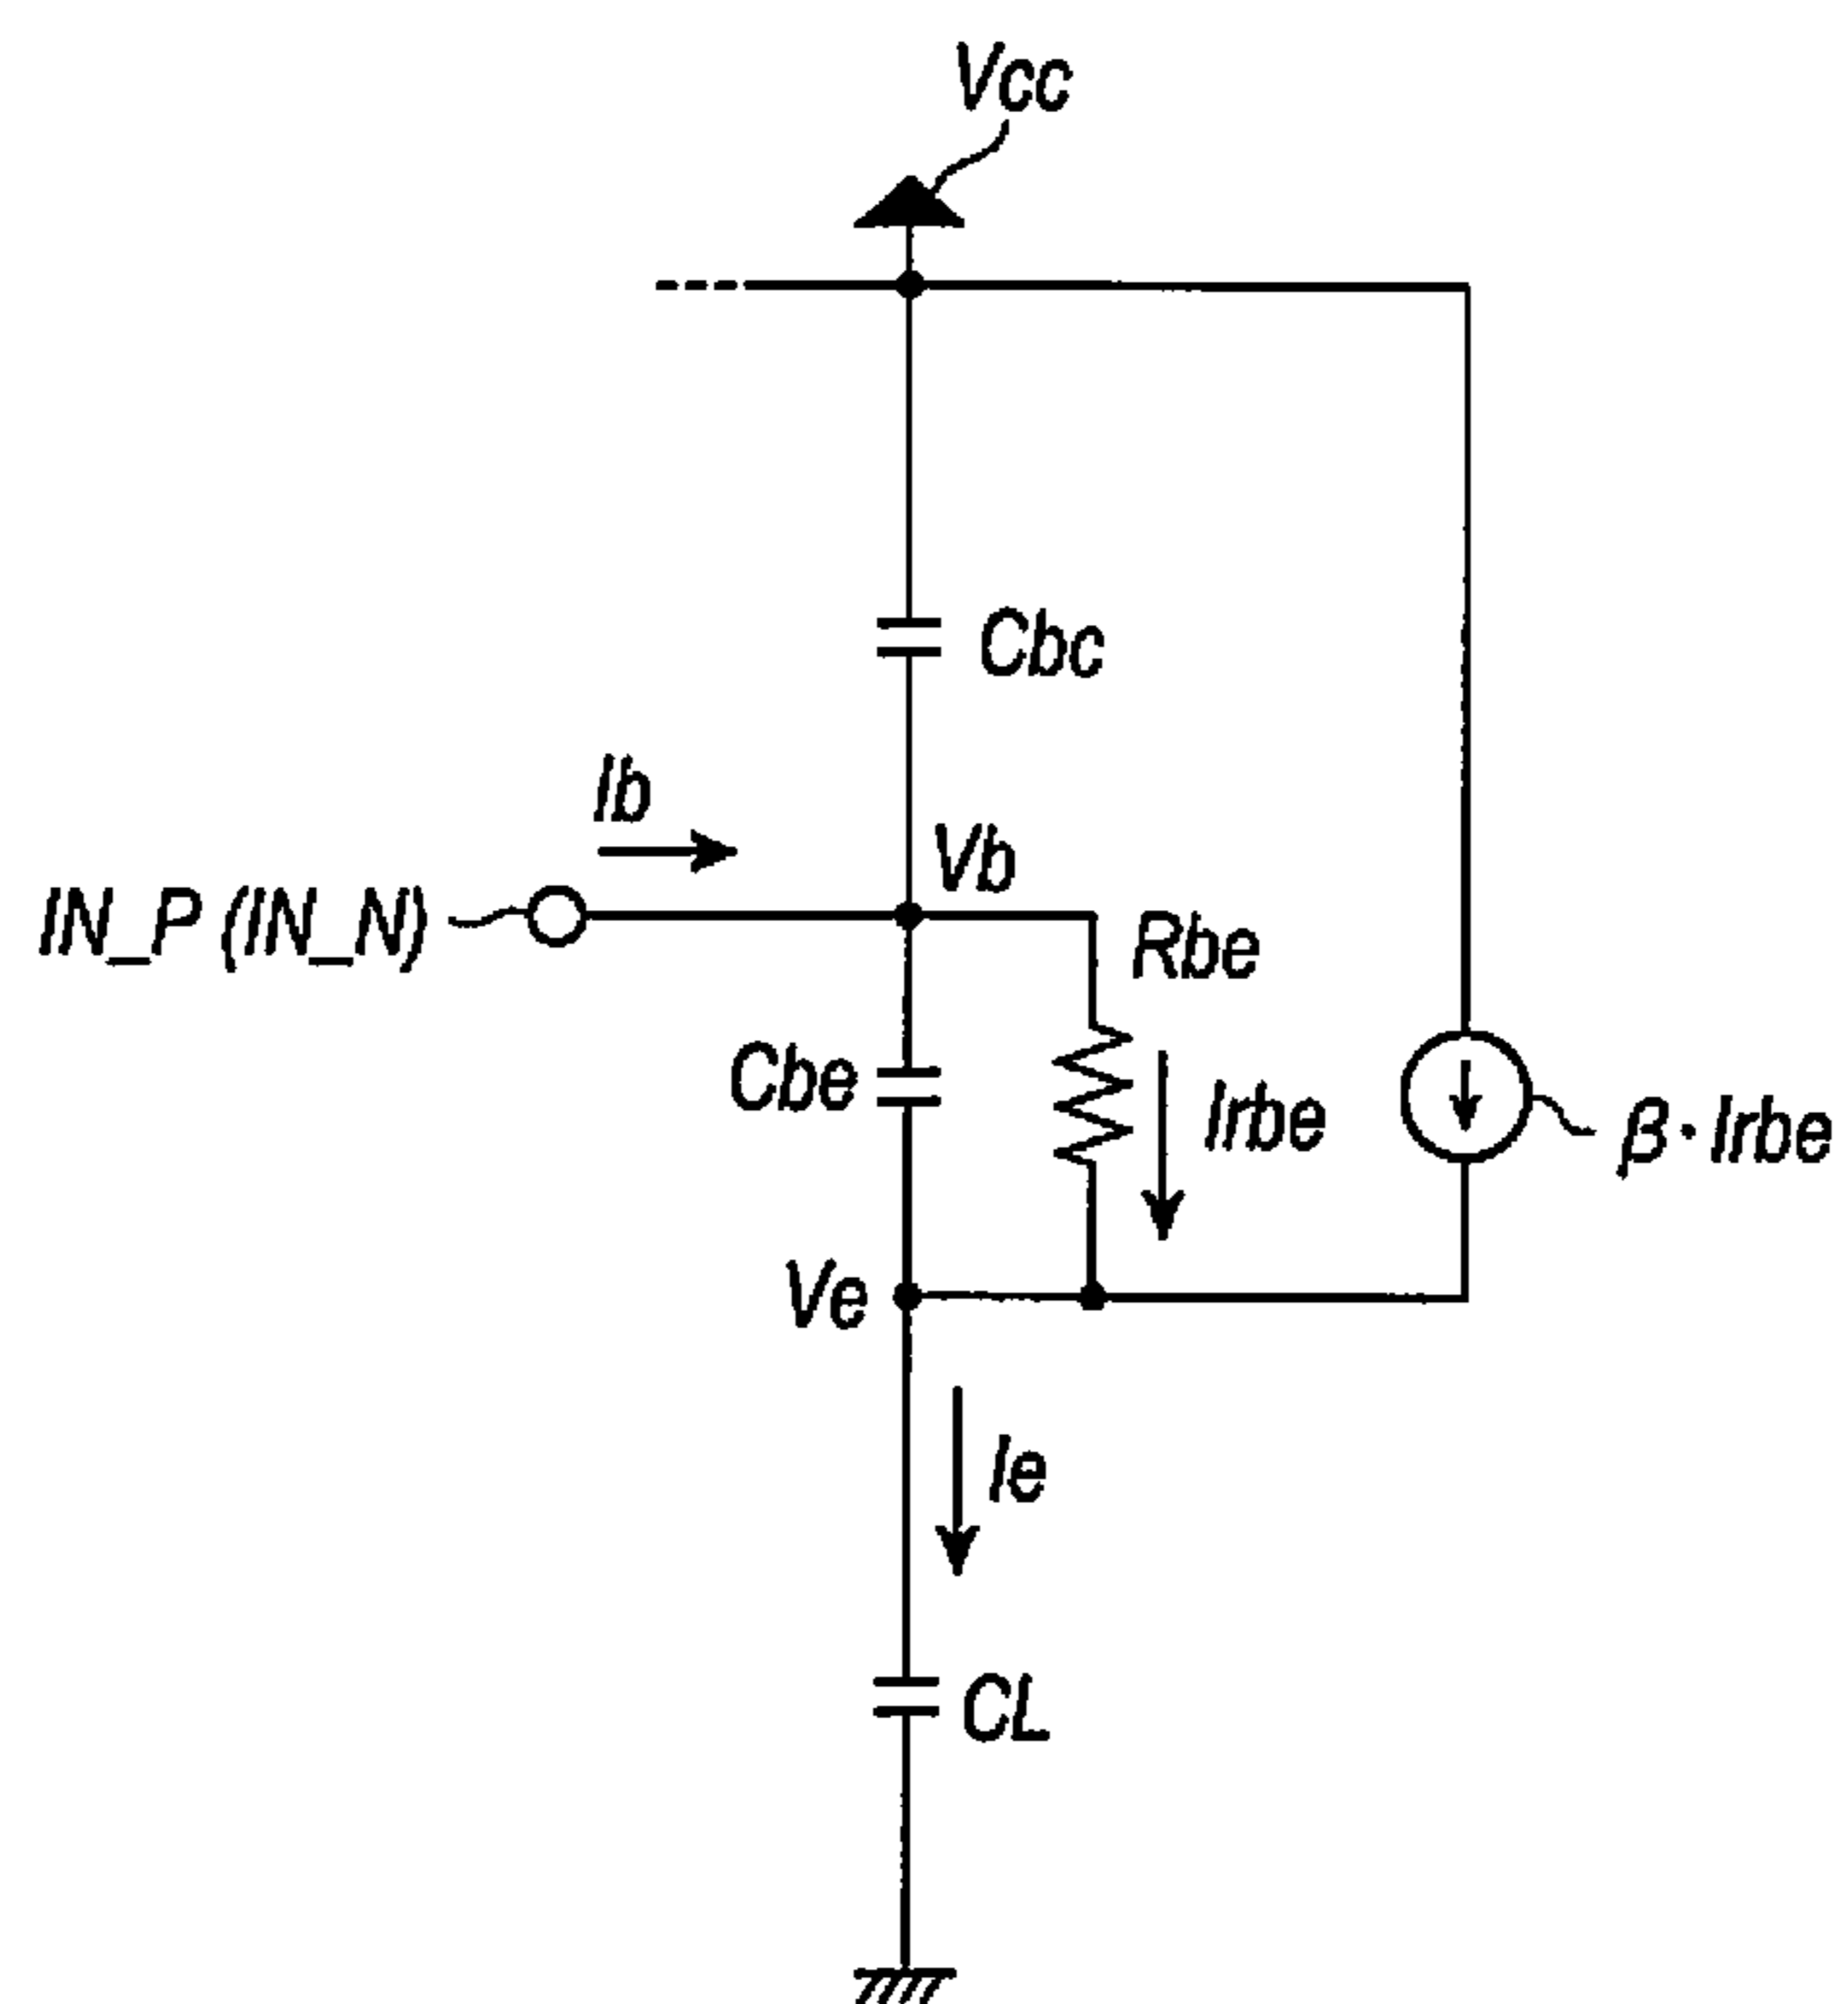 Vcc
Cbc
Ib
Vb
IN_P (IN_N)
Rbe
Cbe
Irbe
β·Irbe
Ve
Ie
CL